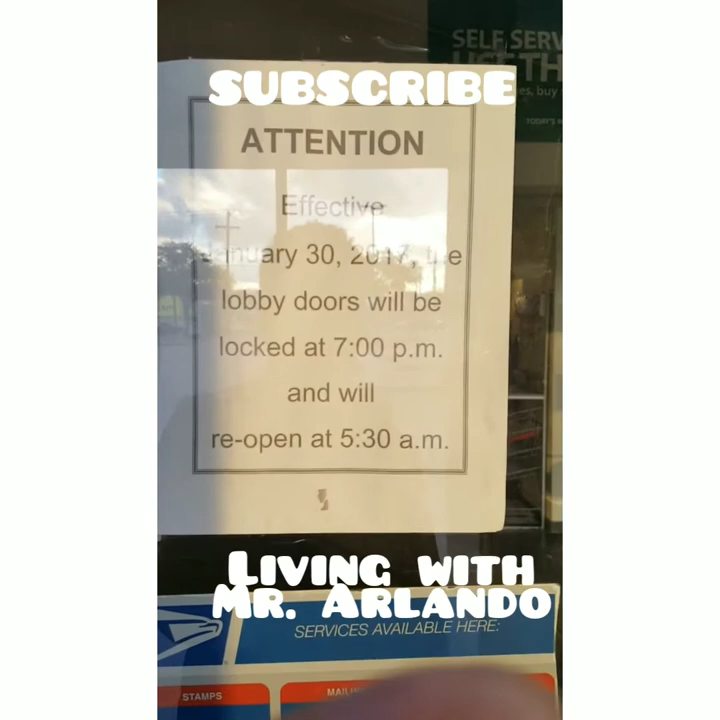 SELF SERV
SUBSCRIBE
ATTENTION
Effective
January 30, 2017, the
lobby doors will be
locked at 7:00 p.m.
and will
re-open at 5:30 a.m.
Living with
Mr. Arlando
SERVICES AVAILABLE HERE:
STAMPS